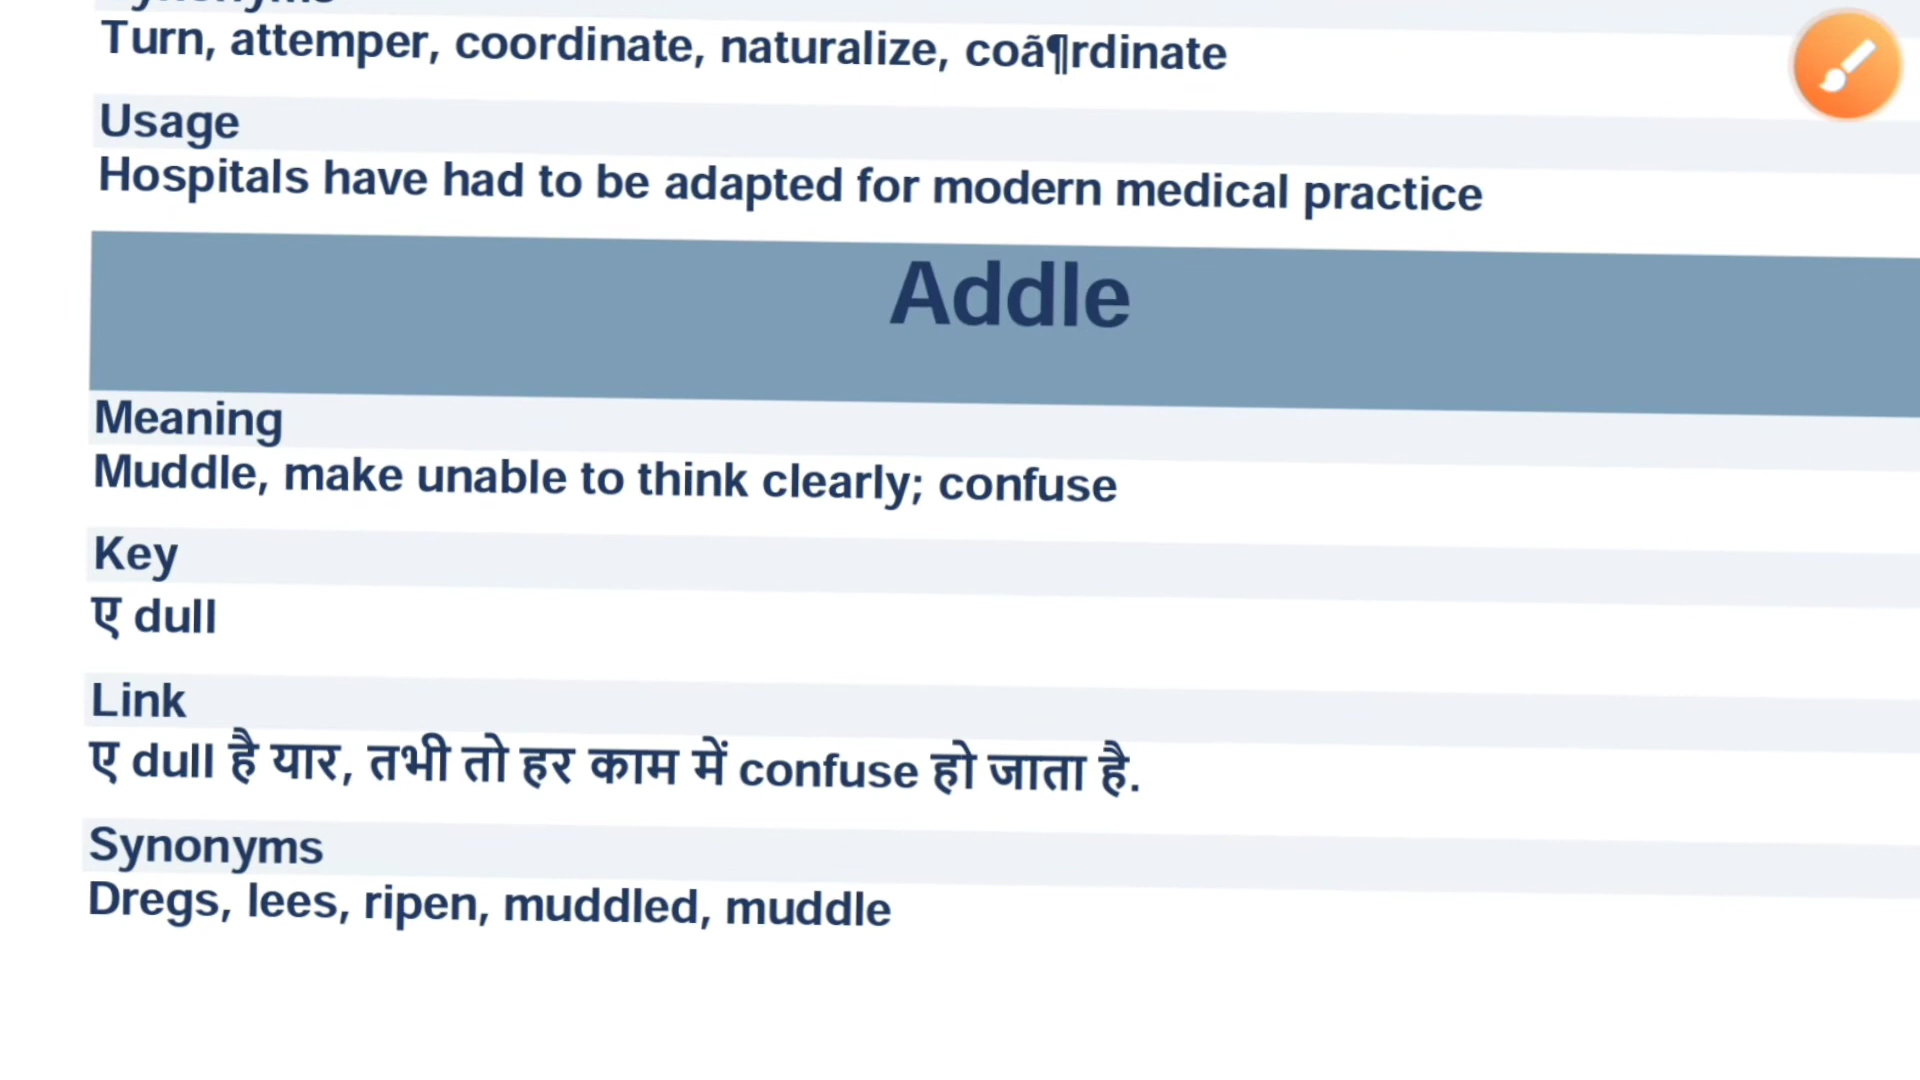 Synonyms
Turn, attemper, coordinate, naturalize, coã¶rdinate
Usage
Hospitals have had to be adapted for modern medical practice
Addle
Meaning
Muddle, make unable to think clearly; confuse
Key
ए dull
Link
ए dull है यार, तभी तो हर काम में confuse हो जाता है.
Synonyms
Dregs, lees, ripen, muddled, muddle